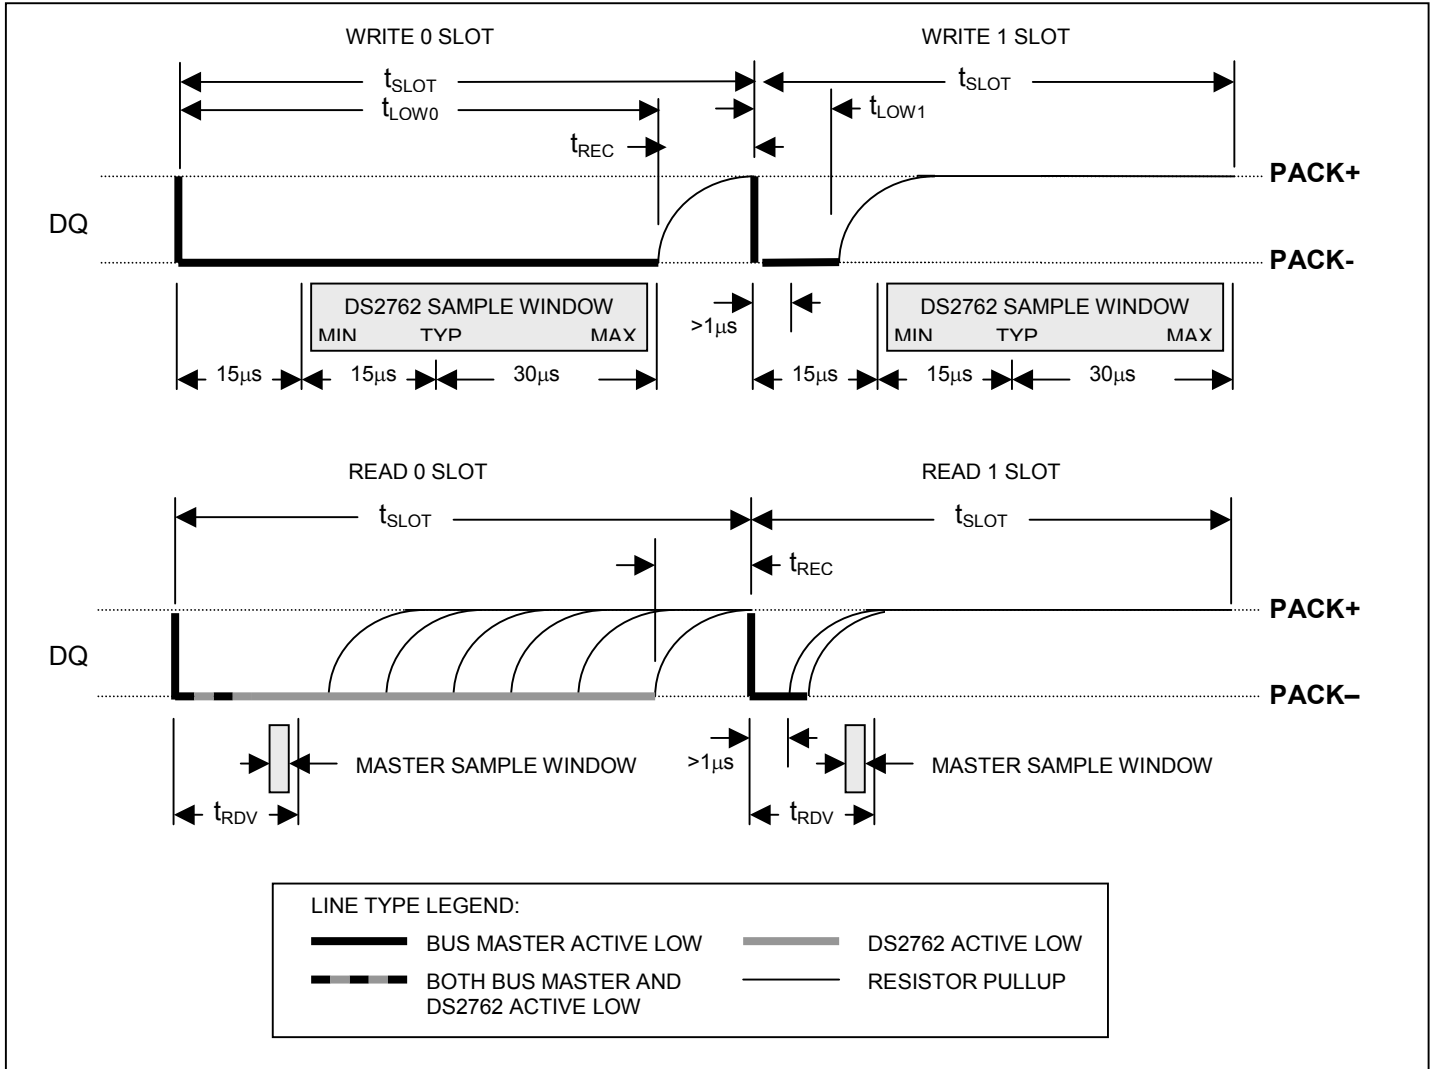 WRITE 0 SLOT
WRITE 1 SLOT
tSLOT
tSLOT
tLOW0
tLOW1
tREC
PACK+
DQ
PACK-
DS2762 SAMPLE WINDOW
MIN TYP MAX
>1µs
DS2762 SAMPLE WINDOW
MIN TYP MAX
15µs 15µs 30µs
15µs 15µs 30µs
READ 0 SLOT
READ 1 SLOT
tSLOT
tSLOT
tREC
PACK+
DQ
PACK–
MASTER SAMPLE WINDOW
>1µs
MASTER SAMPLE WINDOW
tRDV
tRDV
LINE TYPE LEGEND:
BUS MASTER ACTIVE LOW
DS2762 ACTIVE LOW
BOTH BUS MASTER AND
DS2762 ACTIVE LOW
RESISTOR PULLUP